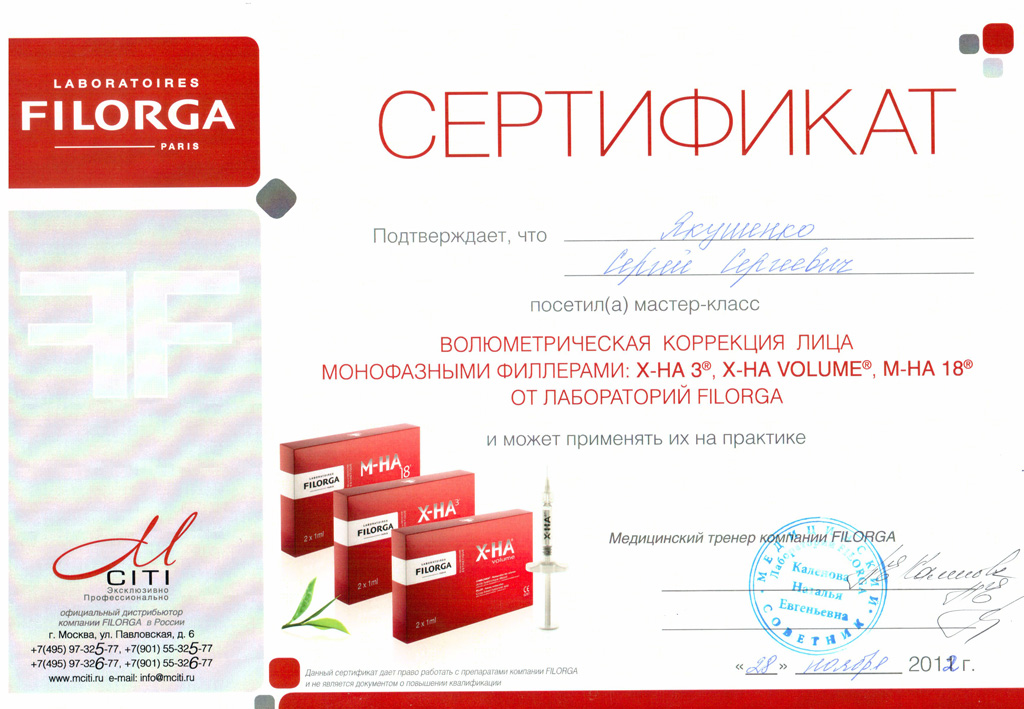 LABORATOIRES
FILORGA
PARIS
СЕРТИФИКАТ
Подтверждает, что Якушенко
Сергей Сергеевич
посетил(а) мастер-класс
ВОЛЮМЕТРИЧЕСКАЯ КОРРЕКЦИЯ ЛИЦА
МОНОФАЗНЫМИ ФИЛЛЕРАМИ: X-HA 3®, X-HA VOLUME®, M-HA 18®
ОТ ЛАБОРАТОРИЙ FILORGA
и может применять их на практике
LABORATOIRES
FILORGA
M-HA 18
2 x 1ml
LABORATOIRES
FILORGA
X-HA 3
2 x 1ml
LABORATOIRES
FILORGA
X-HA volume
2 x 1ml
X-HA
Медицинский тренер компании FILORGA
МЕДИЦИНСКИЙ СОВЕТНИК
Каленова
Наталья
Евгеньевна
« 28 » ноября 2012 г.
CITI
Эксклюзивно
Профессионально
официальный дистрибьютор
компании FILORGA в России
г. Москва, ул. Павловская, д. 6
+7(495) 97-325-77, +7(901) 55-325-77
+7(495) 97-326-77, +7(901) 55-326-77
www.mciti.ru e-mail: info@mciti.ru
Данный сертификат дает право работать с препаратами компании FILORGA
и не является документом о повышении квалификации